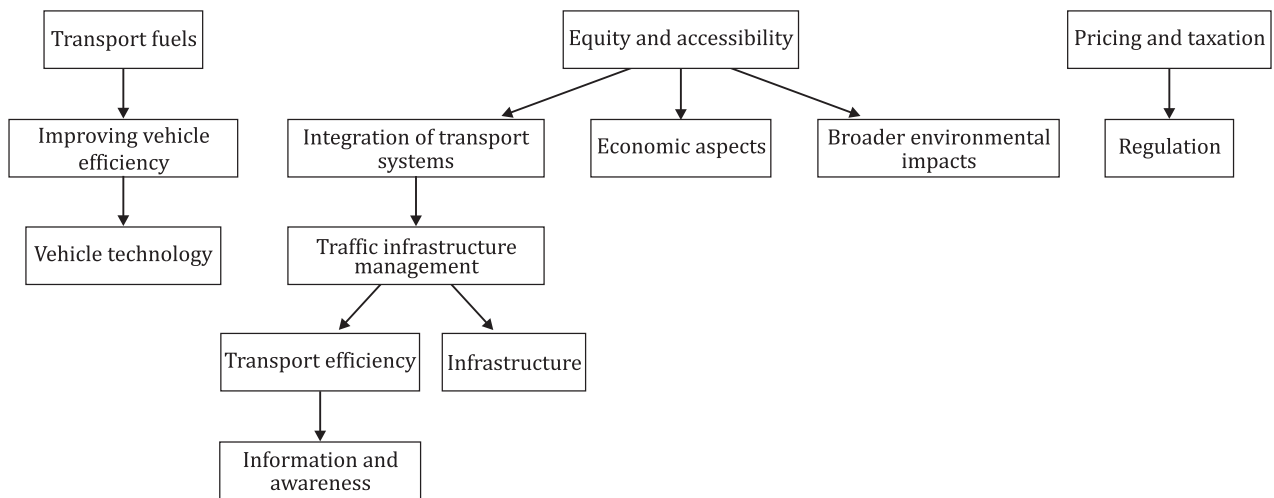 Transport fuels
Equity and accessibility
Pricing and taxation
Improving vehicle
efficiency
Integration of transport
systems
Economic aspects
Broader environmental
impacts
Regulation
Vehicle technology
Traffic infrastructure
management
Transport efficiency
Infrastructure
Information and
awareness